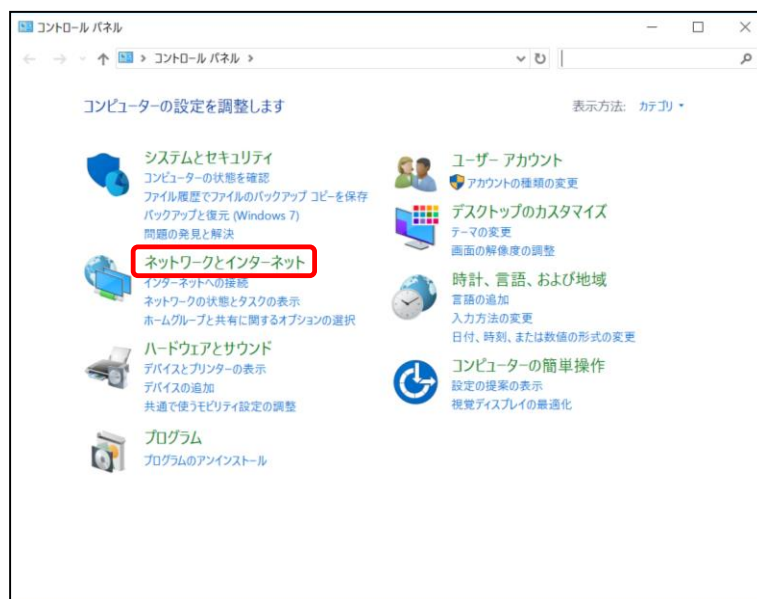 コントロール パネル
コントロール パネル
コンピューターの設定を調整します
表示方法: カテゴリ
システムとセキュリティ
コンピューターの状態を確認
ファイル履歴でファイルのバックアップ コピーを保存
バックアップと復元 (Windows 7)
問題の発見と解決
ネットワークとインターネット
インターネットへの接続
ネットワークの状態とタスクの表示
ホームグループと共有に関するオプションの選択
ハードウェアとサウンド
デバイスとプリンターの表示
デバイスの追加
共通で使うモビリティ設定の調整
プログラム
プログラムのアンインストール
ユーザー アカウント
アカウントの種類の変更
デスクトップのカスタマイズ
テーマの変更
画面の解像度の調整
時計、言語、および地域
言語の追加
入力方法の変更
日付、時刻、または数値の形式の変更
コンピューターの簡単操作
設定の提案の表示
視覚ディスプレイの最適化